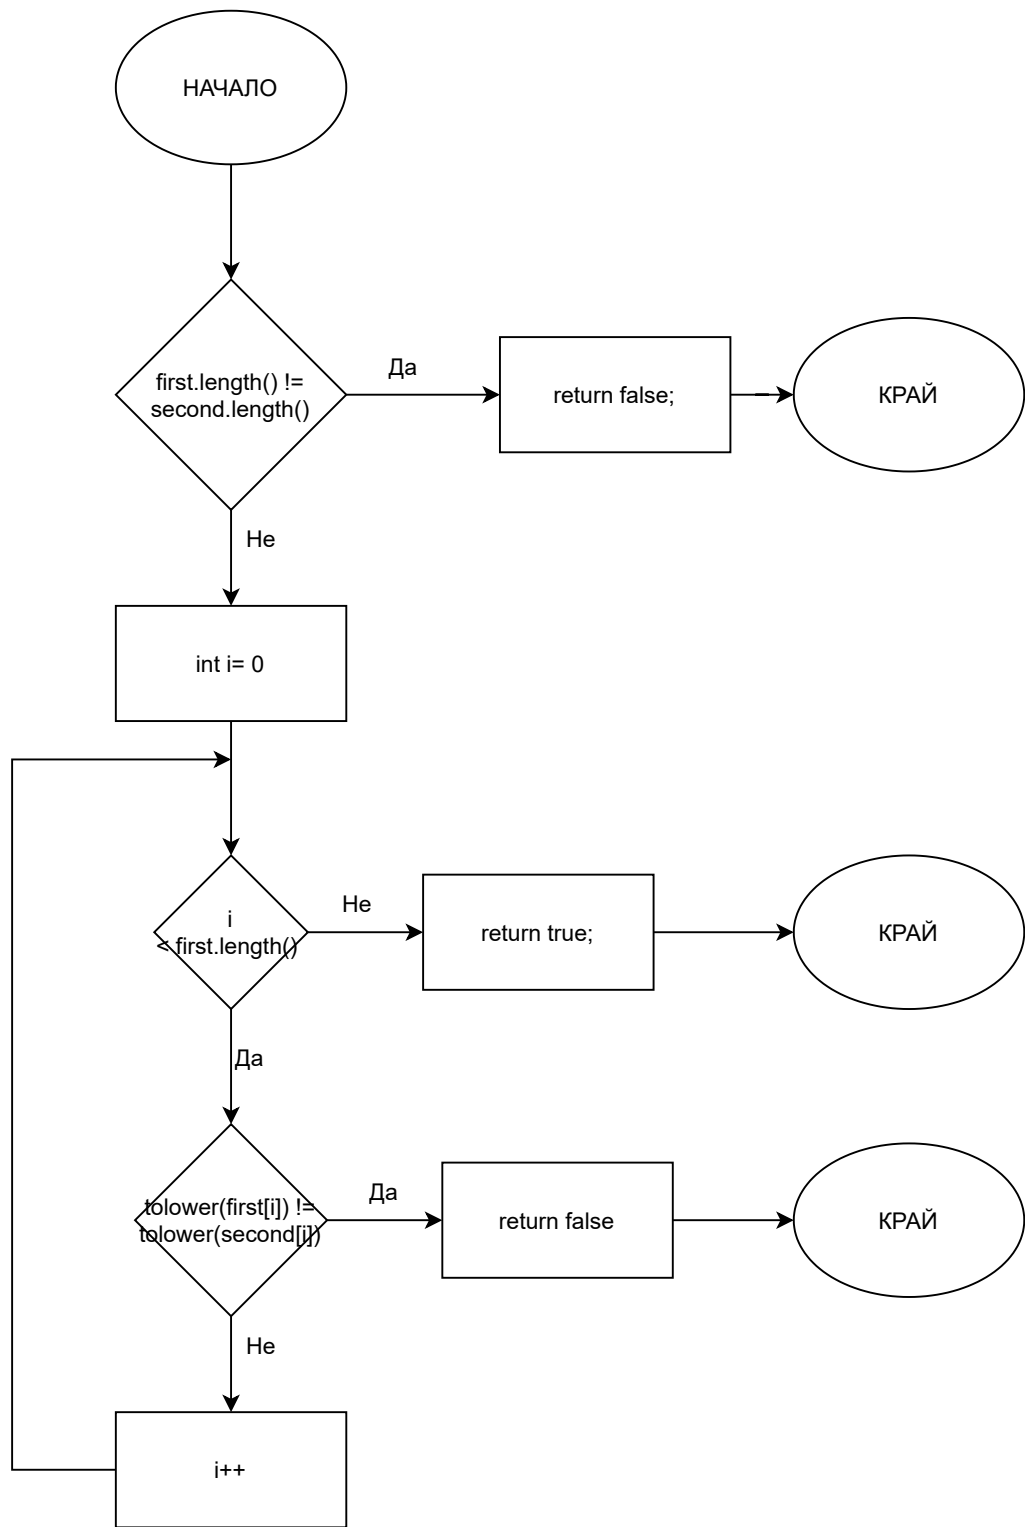 НАЧАЛО
first.length() !=
second.length()
Да
return false;
КРАЙ
Не
int i= 0
i
< first.length()
Не
return true;
КРАЙ
Да
tolower(first[i]) !=
tolower(second[i])
Да
return false
КРАЙ
Не
i++